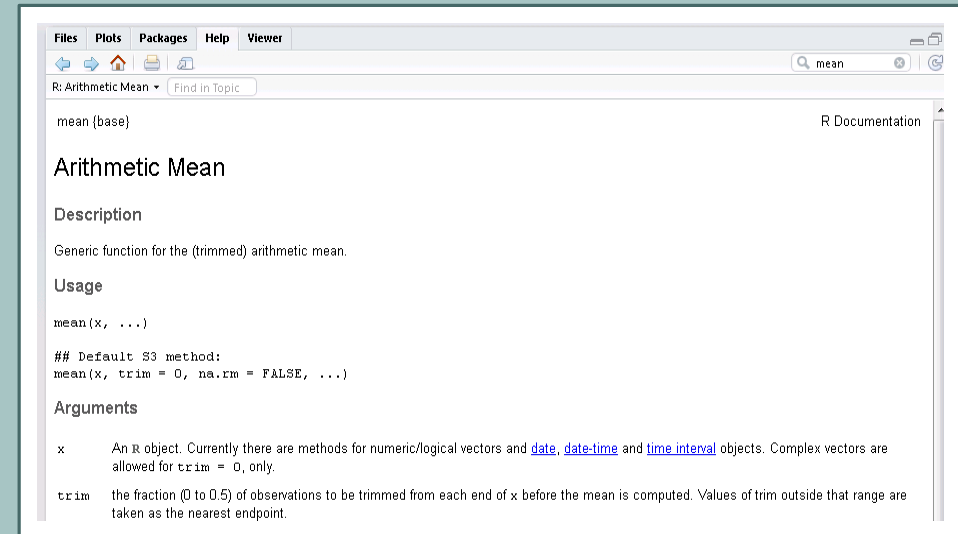 Files Plots Packages Help Viewer
mean
R: Arithmetic Mean Find in Topic
mean {base} R Documentation
Arithmetic Mean
Description
Generic function for the (trimmed) arithmetic mean.
Usage
mean(x, ...)
## Default S3 method:
mean(x, trim = 0, na.rm = FALSE, ...)
Arguments
x An R object. Currently there are methods for numeric/logical vectors and date, date-time and time interval objects. Complex vectors are
allowed for trim = 0, only.
trim the fraction (0 to 0.5) of observations to be trimmed from each end of x before the mean is computed. Values of trim outside that range are
taken as the nearest endpoint.